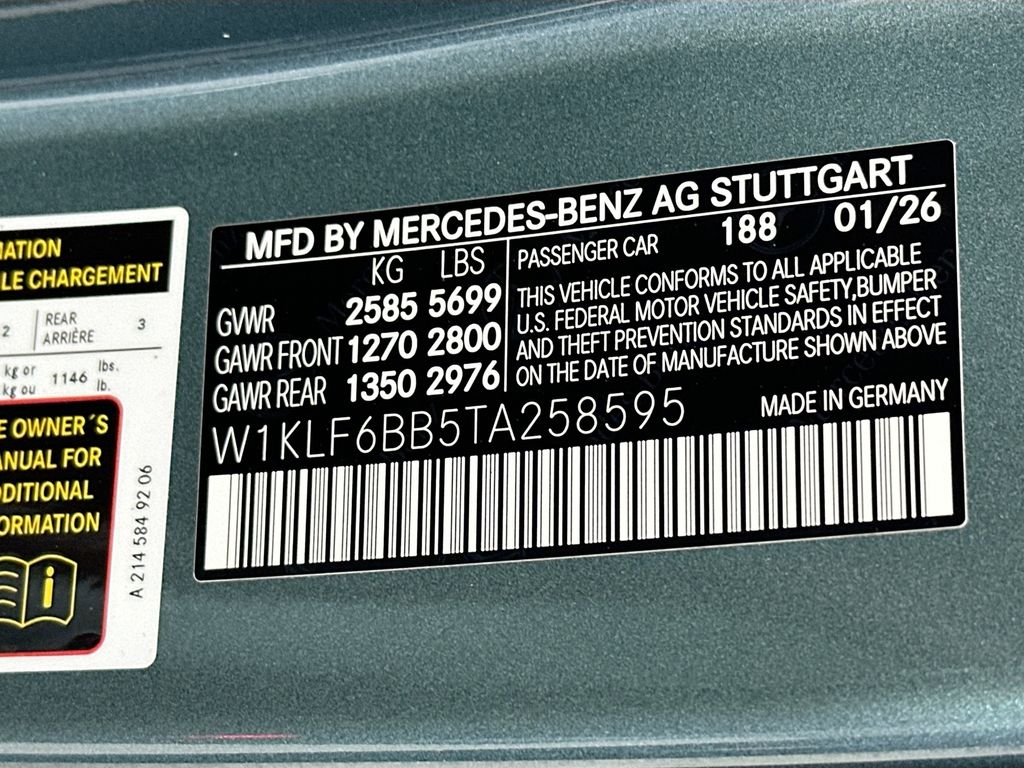 MATION
LE CHARGEMENT
2 REAR ARRIÈRE 3
kg or kg ou 1146 lbs. lb.
E OWNER´S
ANUAL FOR
DDITIONAL
FORMATION
i
A 214 584 92 06
MFD BY MERCEDES-BENZ AG STUTTGART
KG LBS
GVWR 2585 5699
GAWR FRONT 1270 2800
GAWR REAR 1350 2976
PASSENGER CAR 188 01/26
THIS VEHICLE CONFORMS TO ALL APPLICABLE
U.S. FEDERAL MOTOR VEHICLE SAFETY,BUMPER
AND THEFT PREVENTION STANDARDS IN EFFECT
ON THE DATE OF MANUFACTURE SHOWN ABOVE
W1KLF6BB5TA258595 MADE IN GERMANY